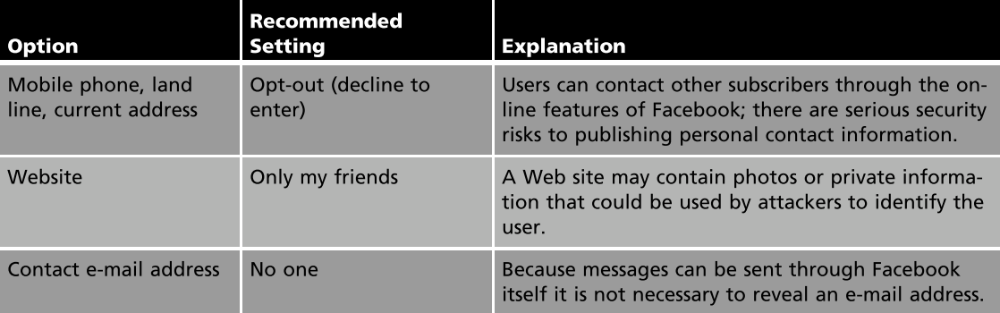 Option
Recommended
Setting
Explanation
Mobile phone, land
line, current address
Opt-out (decline to
enter)
Users can contact other subscribers through the on-
line features of Facebook; there are serious security
risks to publishing personal contact information.
Website
Only my friends
A Web site may contain photos or private informa-
tion that could be used by attackers to identify the
user.
Contact e-mail address
No one
Because messages can be sent through Facebook
itself it is not necessary to reveal an e-mail address.